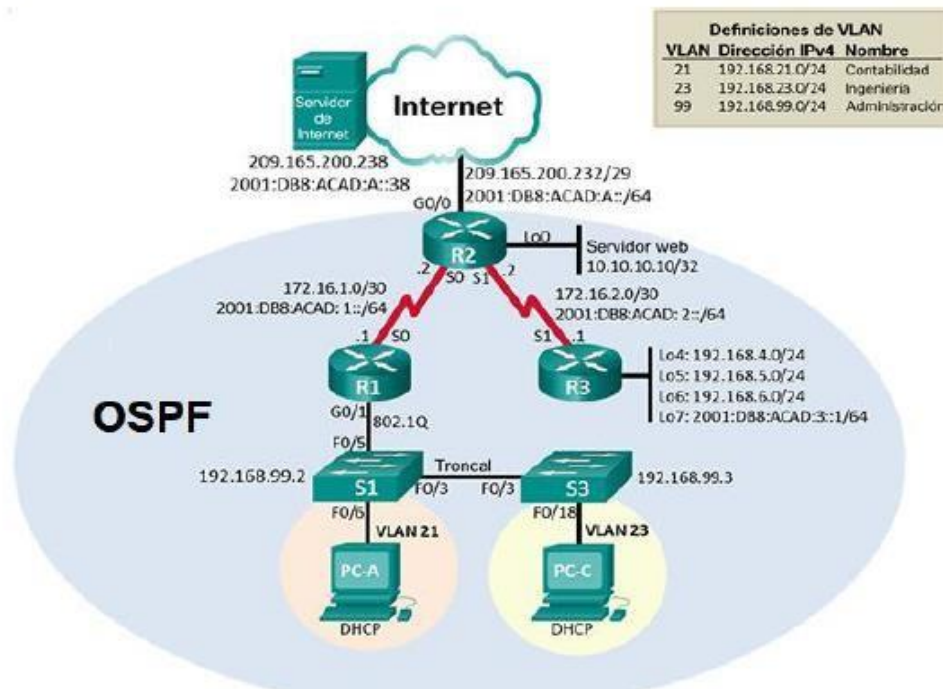 Definiciones de VLAN
VLAN Dirección IPv4 Nombre
21 192.168.21.0/24 Contabilidad
23 192.168.23.0/24 Ingeniería
99 192.168.99.0/24 Administración
Servidor
de
Internet
Internet
209.165.200.238
2001:DB8:ACAD:A::38
209.165.200.232/29
2001:DB8:ACAD:A::/64
G0/0
R2
Lo0
Servidor web
10.10.10.10/32
.2
S0
S1
.2
172.16.1.0/30
2001:DB8:ACAD: 1::/64
172.16.2.0/30
2001:DB8:ACAD: 2::/64
.1
S0
S1
.1
R1
R3
Lo4: 192.168.4.0/24
Lo5: 192.168.5.0/24
Lo6: 192.168.6.0/24
Lo7: 2001:DB8:ACAD:3::1/64
OSPF
G0/1
802.1Q
F0/5
192.168.99.2
S1
Troncal
F0/3
F0/3
S3
192.168.99.3
F0/6
VLAN 21
F0/18
VLAN 23
PC-A
PC-C
DHCP
DHCP